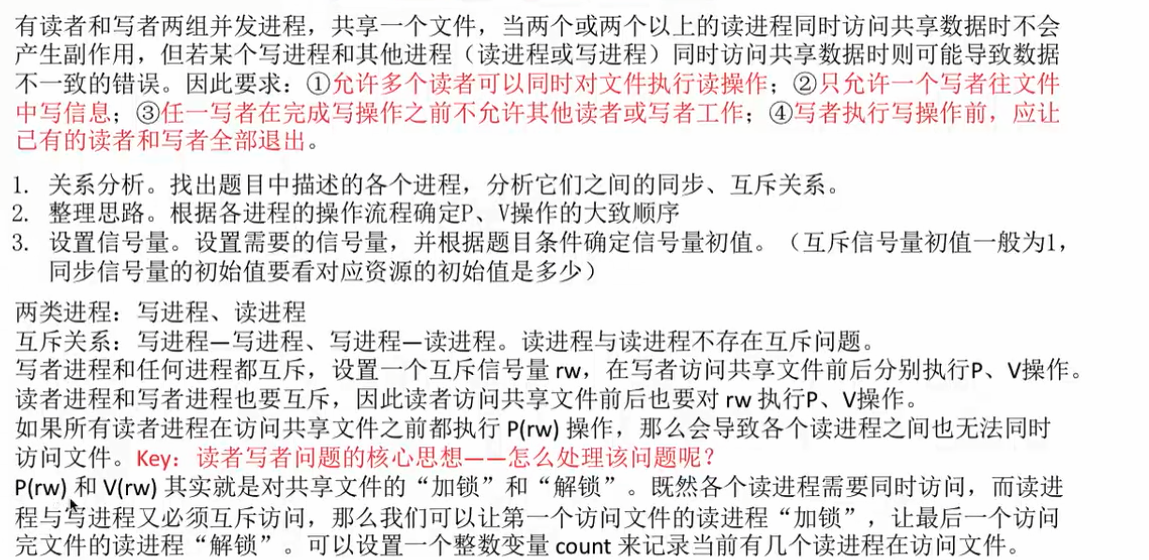 有读者和写者两组并发进程，共享一个文件，当两个或两个以上的读进程同时访问共享数据时不会
产生副作用，但若某个写进程和其他进程（读进程或写进程）同时访问共享数据时则可能导致数据
不一致的错误。因此要求：①允许多个读者可以同时对文件执行读操作；②只允许一个写者往文件
中写信息；③任一写者在完成写操作之前不允许其他读者或写者工作；④写者执行写操作前，应让
已有的读者和写者全部退出。
1. 关系分析。找出题目中描述的各个进程，分析它们之间的同步、互斥关系。
2. 整理思路。根据各进程的操作流程确定P、V操作的大致顺序
3. 设置信号量。设置需要的信号量，并根据题目条件确定信号量初值。（互斥信号量初值一般为1，
同步信号量的初始值要看对应资源的初始值是多少）
两类进程：写进程、读进程
互斥关系：写进程—写进程、写进程—读进程。读进程与读进程不存在互斥问题。
写者进程和任何进程都互斥，设置一个互斥信号量 rw，在写者访问共享文件前后分别执行P、V操作。
读者进程和写者进程也要互斥，因此读者访问共享文件前后也要对 rw 执行P、V操作。
如果所有读者进程在访问共享文件之前都执行 P(rw) 操作，那么会导致各个读进程之间也无法同时
访问文件。Key：读者写者问题的核心思想——怎么处理该问题呢？
P(rw) 和 V(rw) 其实就是对共享文件的“加锁”和“解锁”。既然各个读进程需要同时访问，而读进
程与写进程又必须互斥访问，那么我们可以让第一个访问文件的读进程“加锁”，让最后一个访问
完文件的读进程“解锁”。可以设置一个整数变量 count 来记录当前有几个读进程在访问文件。